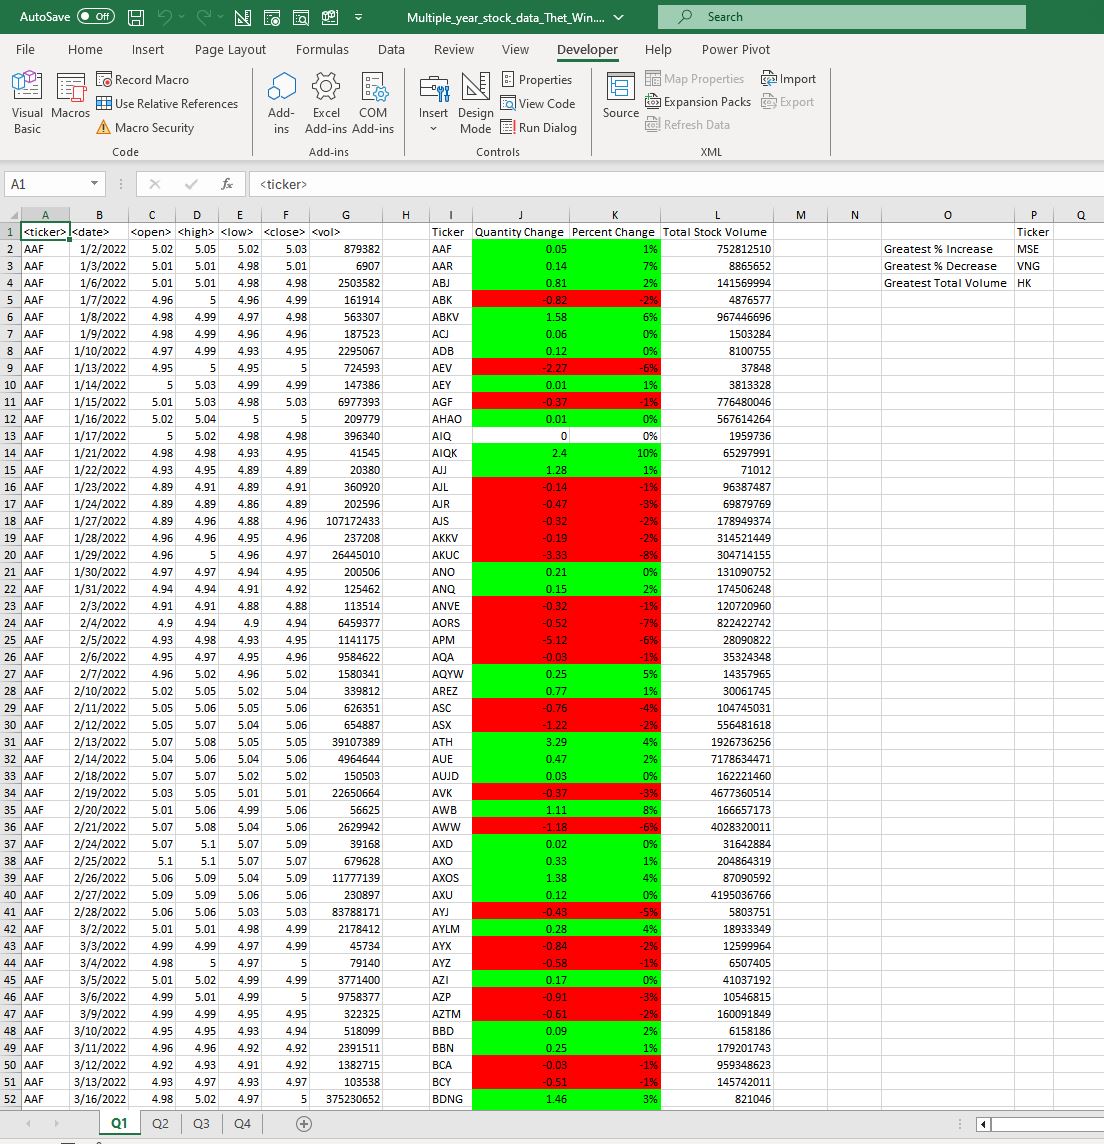 AutoSave Off Multiple_year_stock_data_Thet_Win.... Search
File Home Insert Page Layout Formulas Data Review View Developer Help Power Pivot
Visual Basic Macros Record Macro Use Relative References Macro Security Add-ins Excel Add-ins COM Add-ins Insert Design Mode Properties View Code Run Dialog Source Map Properties Expansion Packs Refresh Data Import Export
Code Add-ins Controls XML
A1 fx <ticker>
A B C D E F G H I J K L M N O P Q
1 <ticker> <date> <open> <high> <low> <close> <vol> Ticker Quantity Change Percent Change Total Stock Volume Ticker
2 AAF 1/2/2022 5.02 5.05 5.02 5.03 879382 AAF 0.05 1% 752812510 Greatest % Increase MSE
3 AAF 1/3/2022 5.01 5.01 4.98 5.01 6907 AAR 0.14 7% 8865652 Greatest % Decrease VNG
4 AAF 1/6/2022 5.01 5.01 4.98 4.98 2503582 ABJ 0.81 2% 141569994 Greatest Total Volume HK
5 AAF 1/7/2022 4.96 5 4.96 4.99 161914 ABK -0.82 -2% 4876577
6 AAF 1/8/2022 4.98 4.99 4.97 4.98 563307 ABKV 1.58 6% 967446696
7 AAF 1/9/2022 4.98 4.99 4.96 4.96 187523 ACJ 0.06 0% 1503284
8 AAF 1/10/2022 4.97 4.99 4.93 4.95 2295067 ADB 0.12 0% 8100755
9 AAF 1/13/2022 4.95 5 4.95 5 724593 AEV -2.27 -6% 37848
10 AAF 1/14/2022 5 5.03 4.99 4.99 147386 AEY 0.01 1% 3813328
11 AAF 1/15/2022 5.01 5.03 4.98 5.03 6977393 AGF -0.37 -1% 776480046
12 AAF 1/16/2022 5.02 5.04 5 5 209779 AHAO 0.01 0% 567614264
13 AAF 1/17/2022 5 5.02 4.98 4.98 396340 AIQ 0 0% 1959736
14 AAF 1/21/2022 4.98 4.98 4.93 4.95 41545 AIQK 2.4 10% 65297991
15 AAF 1/22/2022 4.93 4.95 4.89 4.89 20380 AJJ 1.28 1% 71012
16 AAF 1/23/2022 4.89 4.91 4.89 4.91 360920 AJL -0.14 -1% 96387487
17 AAF 1/24/2022 4.89 4.89 4.86 4.89 202596 AJR -0.47 -3% 69879769
18 AAF 1/27/2022 4.89 4.96 4.88 4.96 107172433 AJS -0.32 -2% 178949374
19 AAF 1/28/2022 4.96 4.96 4.95 4.96 237208 AKKV -0.19 -2% 314521449
20 AAF 1/29/2022 4.96 5 4.96 4.97 26445010 AKUC -3.33 -8% 304714155
21 AAF 1/30/2022 4.97 4.97 4.94 4.95 200506 ANO 0.21 0% 131090752
22 AAF 1/31/2022 4.94 4.94 4.91 4.92 125462 ANQ 0.15 2% 174506248
23 AAF 2/3/2022 4.91 4.91 4.88 4.88 113514 ANVE -0.32 -1% 120720960
24 AAF 2/4/2022 4.9 4.94 4.9 4.94 6459377 AORS -0.52 -7% 822422742
25 AAF 2/5/2022 4.93 4.98 4.93 4.95 1141175 APM -5.12 -6% 28090822
26 AAF 2/6/2022 4.95 4.97 4.95 4.96 9584622 AQA -0.03 -1% 35324348
27 AAF 2/7/2022 4.96 5.02 4.96 5.02 1580341 AQYW 0.25 5% 14357965
28 AAF 2/10/2022 5.02 5.05 5.02 5.04 339812 AREZ 0.77 1% 30061745
29 AAF 2/11/2022 5.05 5.06 5.05 5.06 626351 ASC -0.76 -4% 104745031
30 AAF 2/12/2022 5.05 5.07 5.04 5.06 654887 ASX -1.22 -2% 556481618
31 AAF 2/13/2022 5.07 5.08 5.05 5.05 39107389 ATH 3.29 4% 1926736256
32 AAF 2/14/2022 5.04 5.06 5.04 5.06 4964644 AUE 0.47 2% 7178634471
33 AAF 2/18/2022 5.07 5.07 5.02 5.02 150503 AUJD 0.03 0% 162221460
34 AAF 2/19/2022 5.03 5.05 5.01 5.01 22650664 AVK -0.37 -3% 4677360514
35 AAF 2/20/2022 5.01 5.06 4.99 5.06 56625 AWB 1.11 8% 166657173
36 AAF 2/21/2022 5.07 5.08 5.04 5.06 2629942 AWW -1.18 -6% 4028320011
37 AAF 2/24/2022 5.07 5.1 5.07 5.09 39168 AXD 0.02 0% 31642884
38 AAF 2/25/2022 5.1 5.1 5.07 5.07 679628 AXO 0.33 1% 204864319
39 AAF 2/26/2022 5.06 5.09 5.04 5.09 11777139 AXOS 1.38 4% 87090592
40 AAF 2/27/2022 5.09 5.09 5.06 5.06 230897 AXU 0.12 0% 4195036766
41 AAF 2/28/2022 5.06 5.06 5.03 5.03 83788171 AYJ -0.43 -5% 5803751
42 AAF 3/2/2022 5.01 5.01 4.98 4.99 2178412 AYLM 0.28 4% 18933349
43 AAF 3/3/2022 4.99 4.99 4.97 4.99 45734 AYX -0.84 -2% 12599964
44 AAF 3/4/2022 4.98 5 4.97 5 79140 AYZ -0.58 -1% 6507405
45 AAF 3/5/2022 5.01 5.02 4.99 4.99 3771400 AZI 0.17 0% 41037192
46 AAF 3/6/2022 4.99 5.01 4.99 5 9758377 AZP -0.91 -3% 10546815
47 AAF 3/9/2022 4.99 4.99 4.95 4.95 322325 AZTM -0.61 -2% 160091849
48 AAF 3/10/2022 4.95 4.95 4.93 4.94 518099 BBD 0.09 2% 6158186
49 AAF 3/11/2022 4.96 4.96 4.92 4.92 2391511 BBN 0.25 1% 179201743
50 AAF 3/12/2022 4.92 4.93 4.91 4.92 1382715 BCA -0.03 -1% 959348623
51 AAF 3/13/2022 4.93 4.97 4.93 4.97 103538 BCY -0.51 -1% 145742011
52 AAF 3/16/2022 4.98 5.02 4.97 5 375230652 BDNG 1.46 3% 821046
Q1 Q2 Q3 Q4